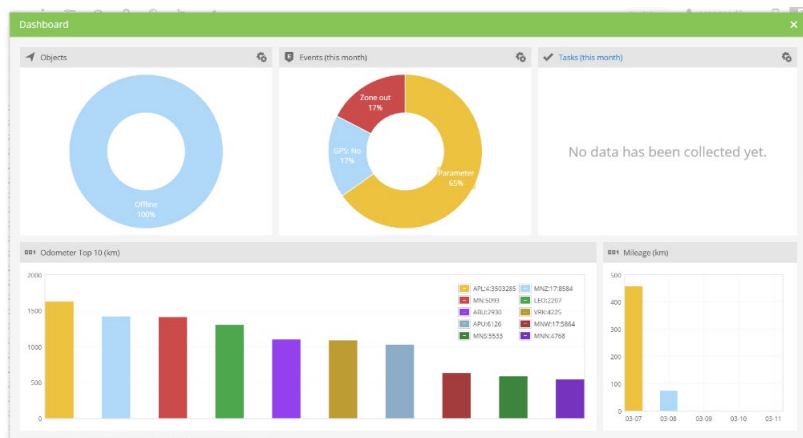 Dashboard
Objects
Events (this month)
Tasks (this month)
Offline
100%
Zone out
17%
GPS: No
17%
Parameter
65%
No data has been collected yet.
Odometer Top 10 (km)
2000
1500
1000
500
0
APL:4:3503285
MNZ:17:8584
MN:5093
LEO:2207
ABU:2930
VRK:4225
APU:6126
MNW:17:5864
MNS:5535
MNN:4768
Mileage (km)
500
400
300
200
100
0
03-07
03-08
03-09
03-10
03-11